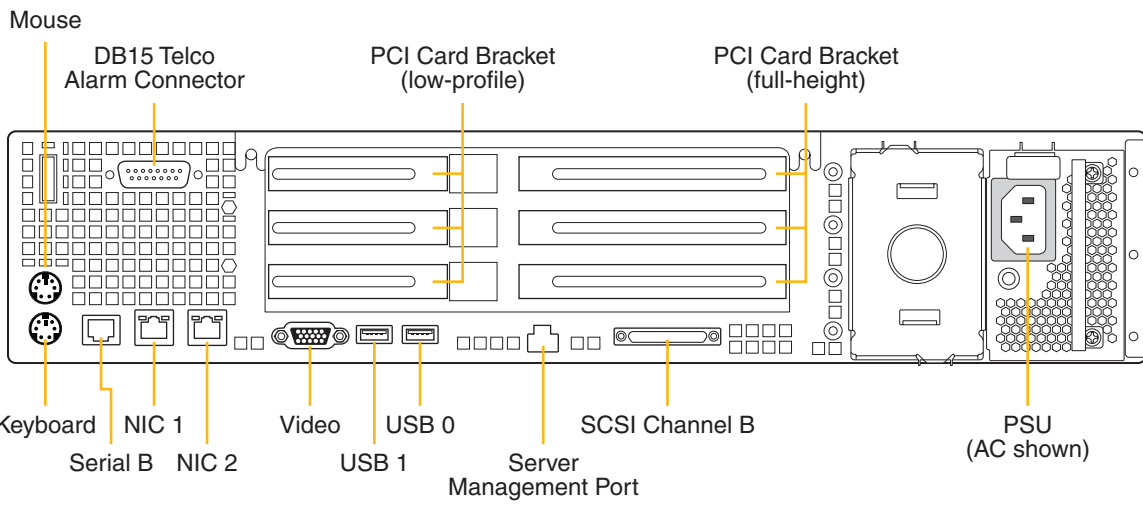 Mouse
DB15 Telco
Alarm Connector
PCI Card Bracket
(low-profile)
PCI Card Bracket
(full-height)
Keyboard
NIC 1
Video
USB 0
SCSI Channel B
PSU
(AC shown)
Serial B
NIC 2
USB 1
Server
Management Port